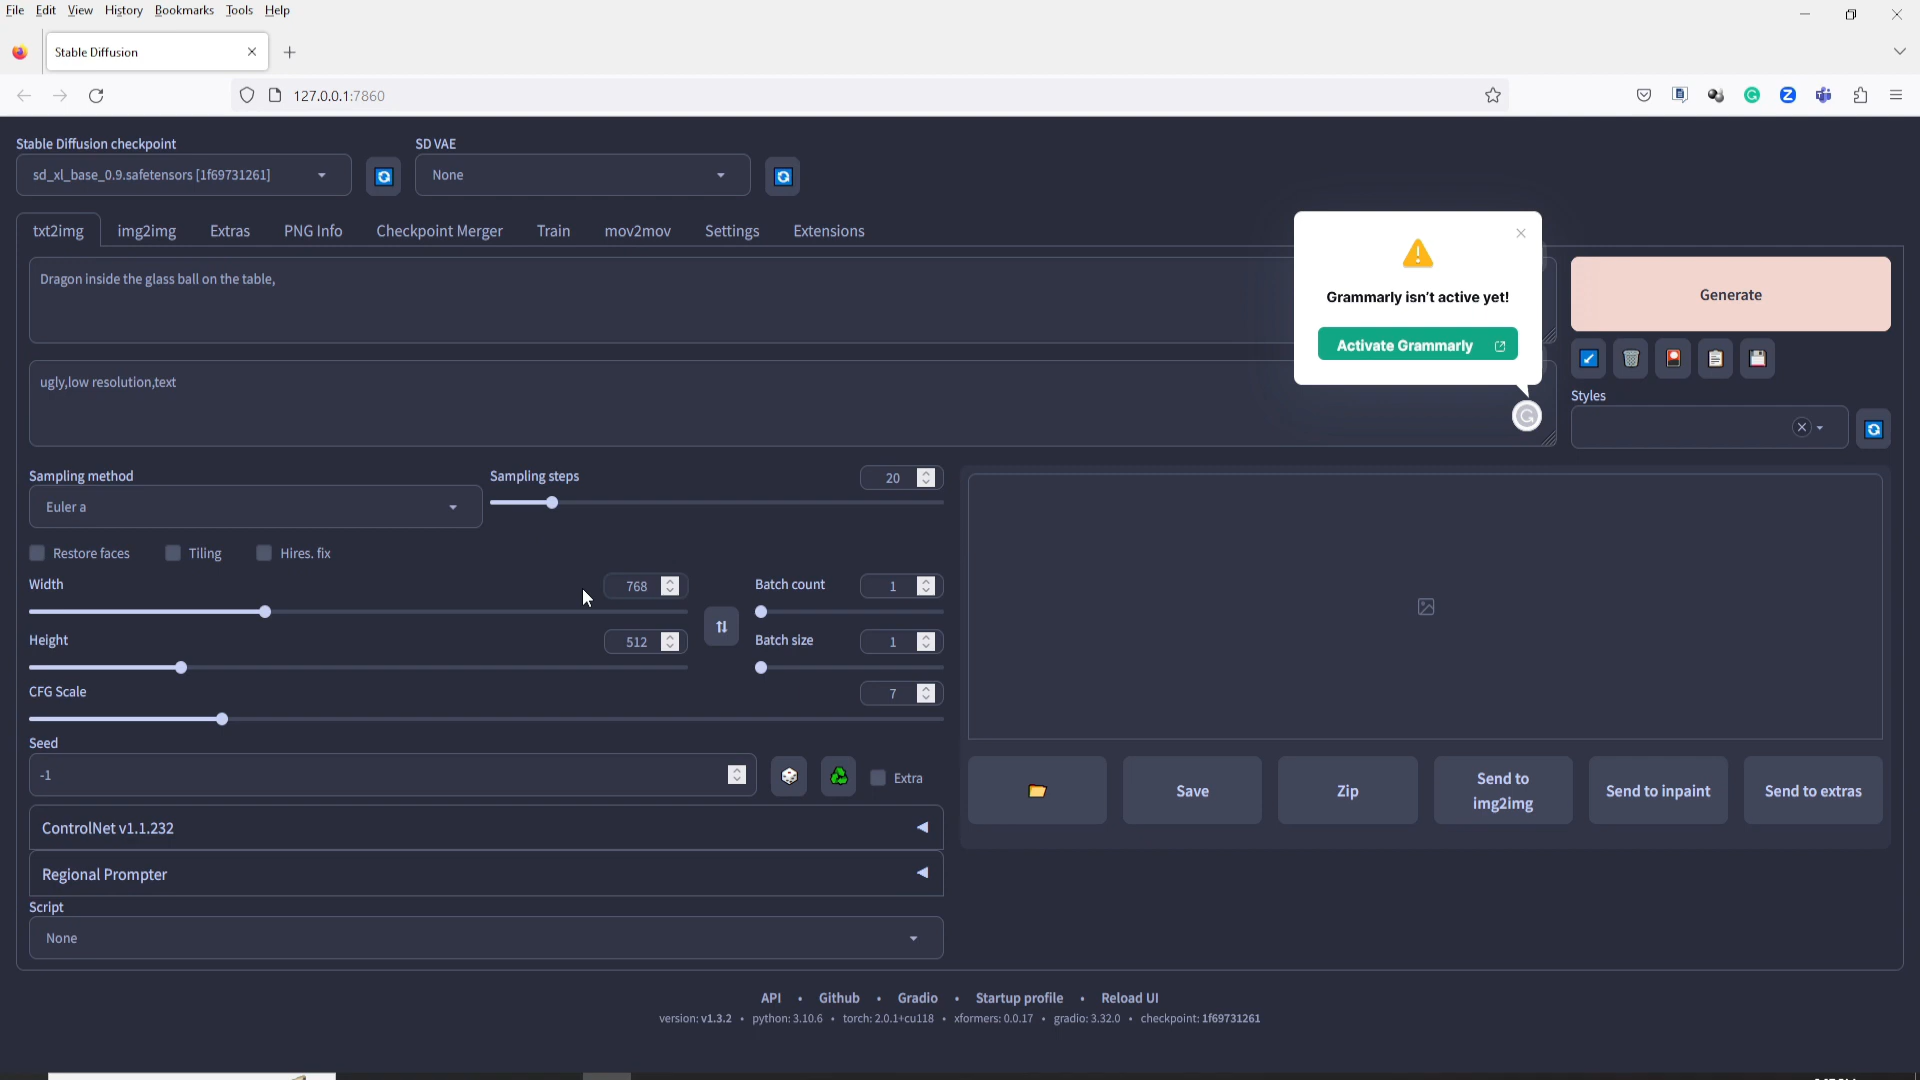 File Edit View History Bookmarks Tools Help
Stable Diffusion
127.0.0.1:7860
Stable Diffusion checkpoint
SD VAE
sd_xl_base_0.9.safetensors [1f69731261]
None
txt2img img2img Extras PNG Info Checkpoint Merger Train mov2mov Settings Extensions
Dragon inside the glass ball on the table,
Grammarly isn't active yet!
Activate Grammarly
Generate
ugly,low resolution,text
Styles
Sampling method
Euler a
Sampling steps
20
Restore faces Tiling Hires. fix
Width
768
Batch count
1
Height
512
Batch size
1
CFG Scale
7
Seed
-1
Extra
ControlNet v1.1.232
Regional Prompter
Script
None
Save
Zip
Send to
img2img
Send to inpaint
Send to extras
API • Github • Gradio • Startup profile • Reload UI
version: v1.3.2 • python: 3.10.6 • torch: 2.0.1+cu118 • xformers: 0.0.17 • gradio: 3.32.0 • checkpoint: 1f69731261